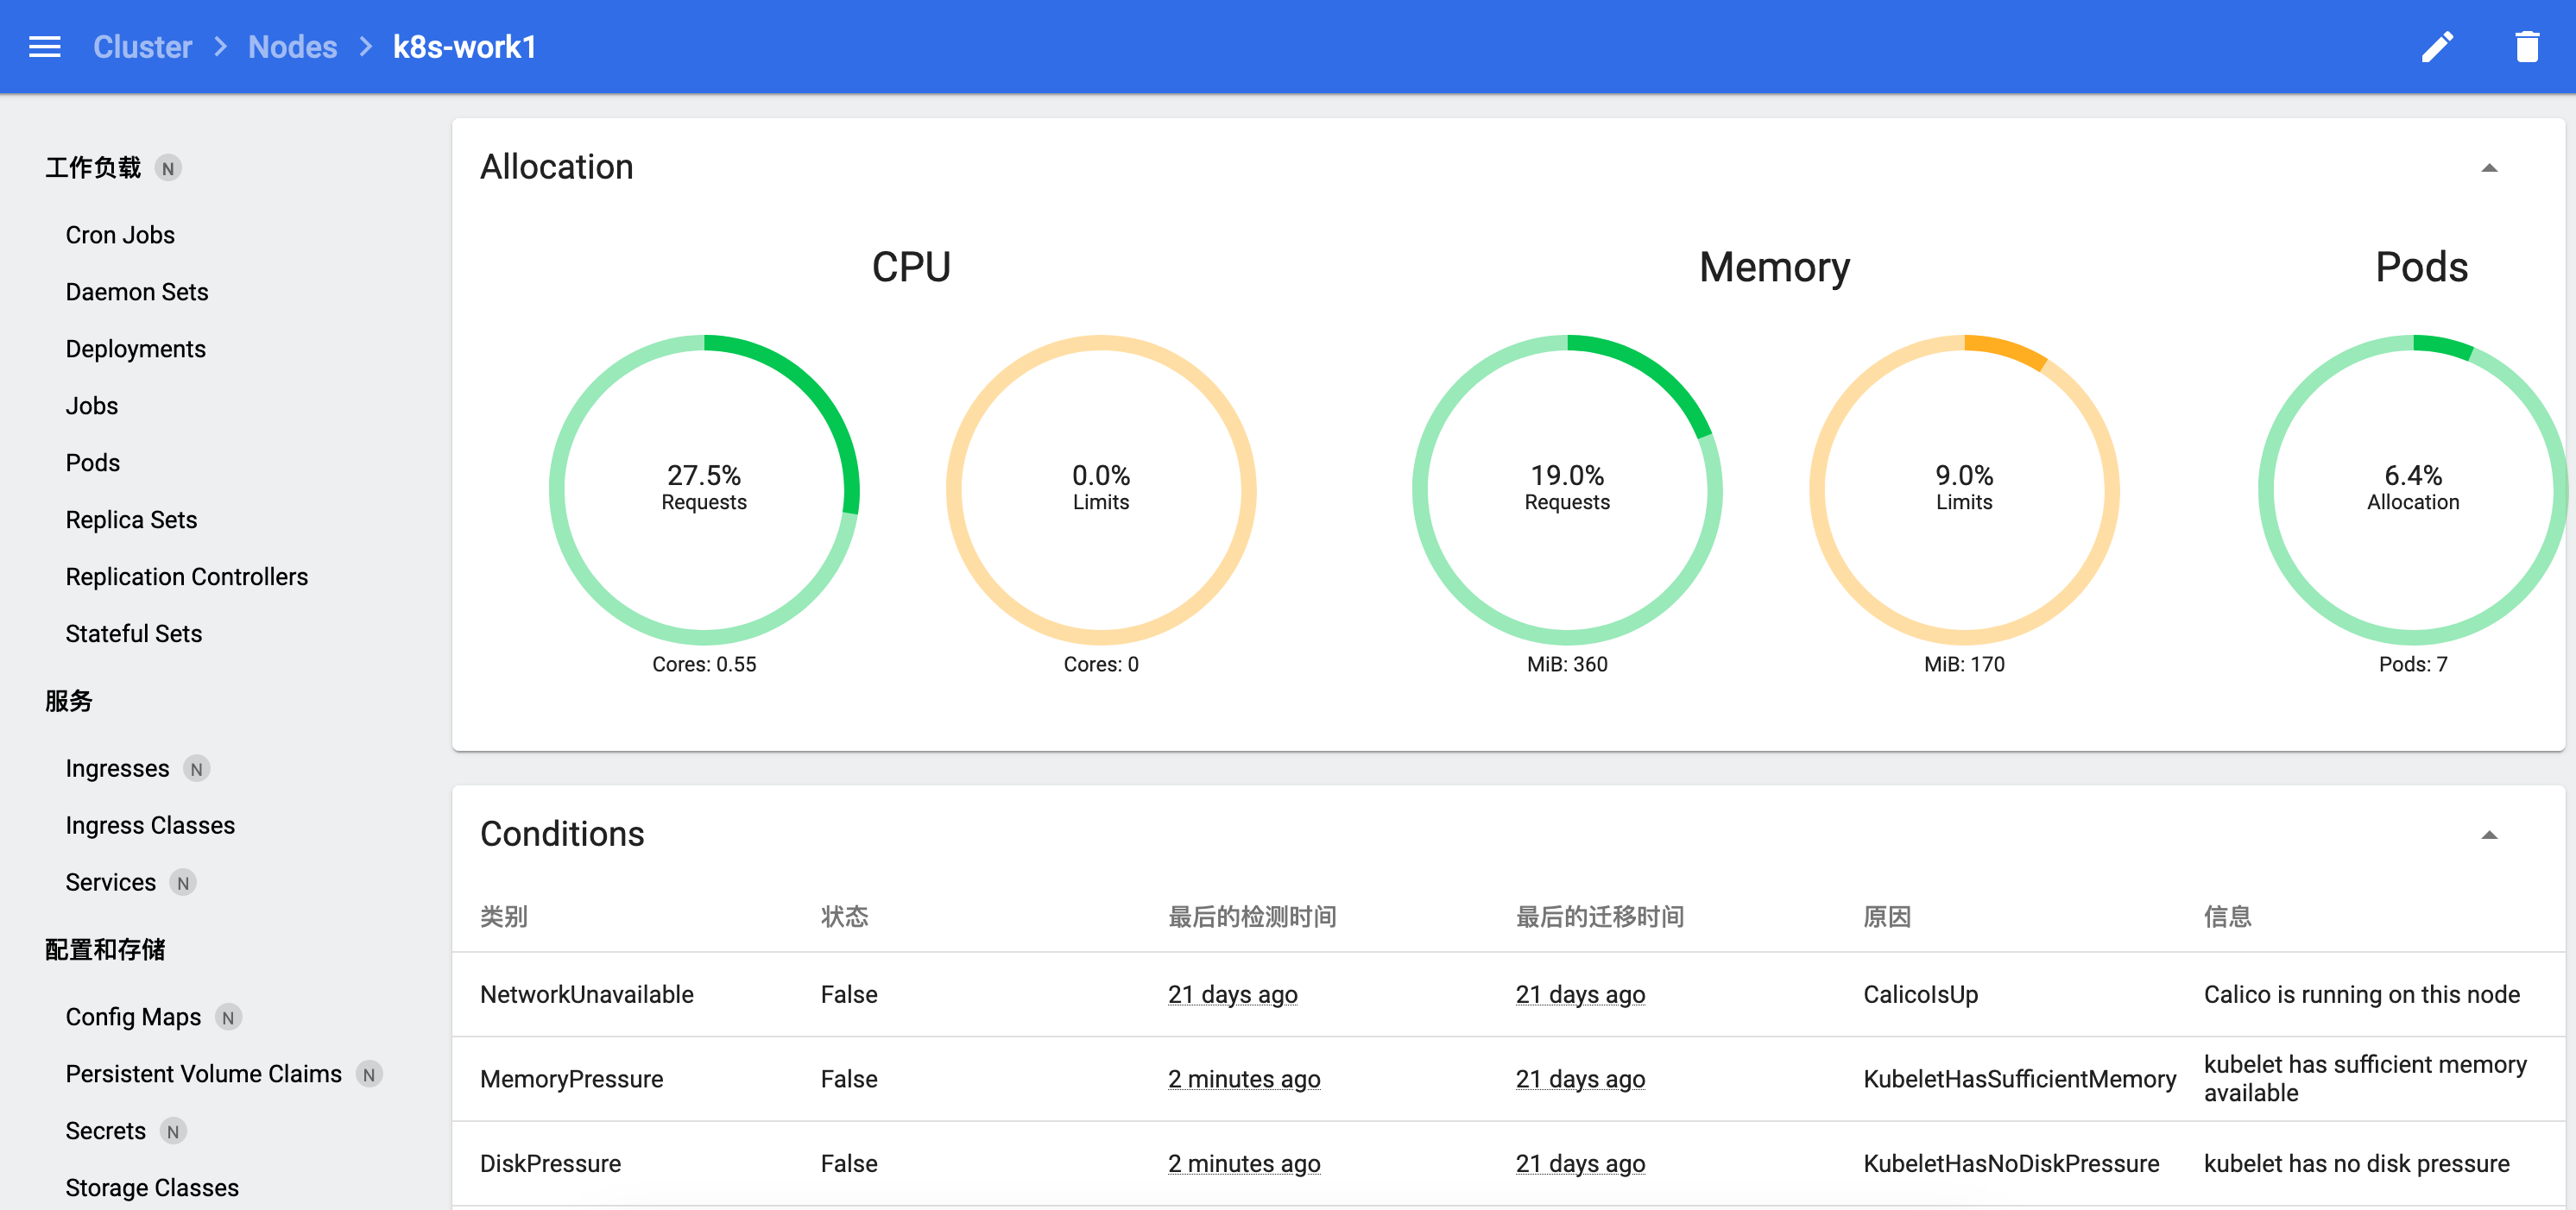 Cluster > Nodes > k8s-work1
工作负载 N
Cron Jobs
Daemon Sets
Deployments
Jobs
Pods
Replica Sets
Replication Controllers
Stateful Sets
服务
Ingresses N
Ingress Classes
Services N
配置和存储
Config Maps N
Persistent Volume Claims N
Secrets N
Storage Classes
Allocation
CPU
Memory
Pods
27.5%
Requests
Cores: 0.55
0.0%
Limits
Cores: 0
19.0%
Requests
MiB: 360
9.0%
Limits
MiB: 170
6.4%
Allocation
Pods: 7
Conditions
类别 状态 最后的检测时间 最后的迁移时间 原因 信息
NetworkUnavailable False 21 days ago 21 days ago CalicoIsUp Calico is running on this node
MemoryPressure False 2 minutes ago 21 days ago KubeletHasSufficientMemory kubelet has sufficient memory
available
DiskPressure False 2 minutes ago 21 days ago KubeletHasNoDiskPressure kubelet has no disk pressure